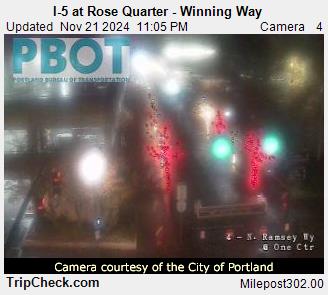 I-5 at Rose Quarter - Winning Way
Updated Nov 21 2024 11:05 PM Camera 4
PBOT
PORTLAND BUREAU OF TRANSPORTATION
4 - N. Ramsey Wy
@ One Ctr
Camera courtesy of the City of Portland
TripCheck.com Milepost302.00